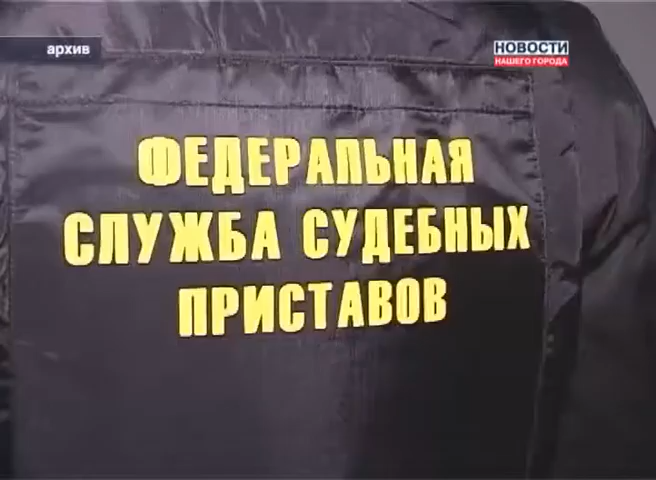 архив
НОВОСТИ
НАШЕГО ГОРОДА
ФЕДЕРАЛЬНАЯ
СЛУЖБА СУДЕБНЫХ
ПРИСТАВОВ